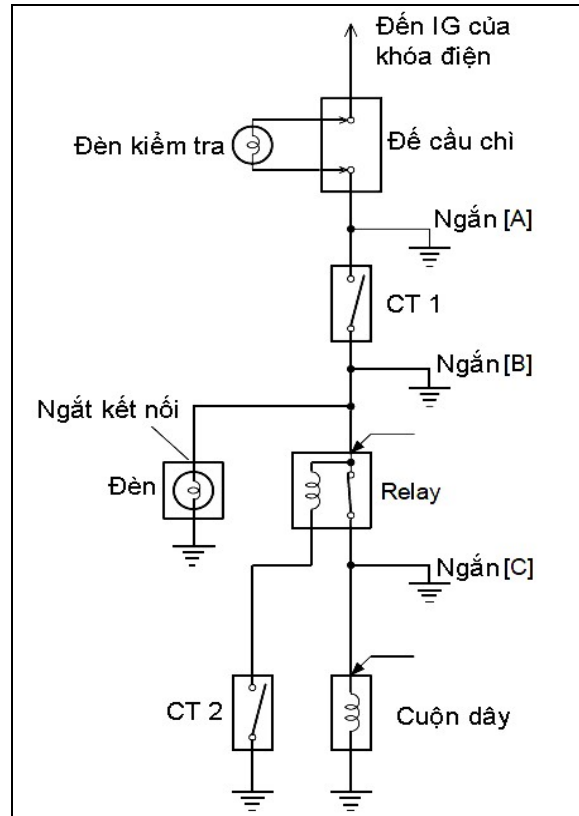 Đến IG của
khóa điện
Đèn kiểm tra
Đế cầu chì
Ngắn [A]
CT 1
Ngắn [B]
Ngắt kết nối
Đèn
Relay
Ngắn [C]
CT 2
Cuộn dây